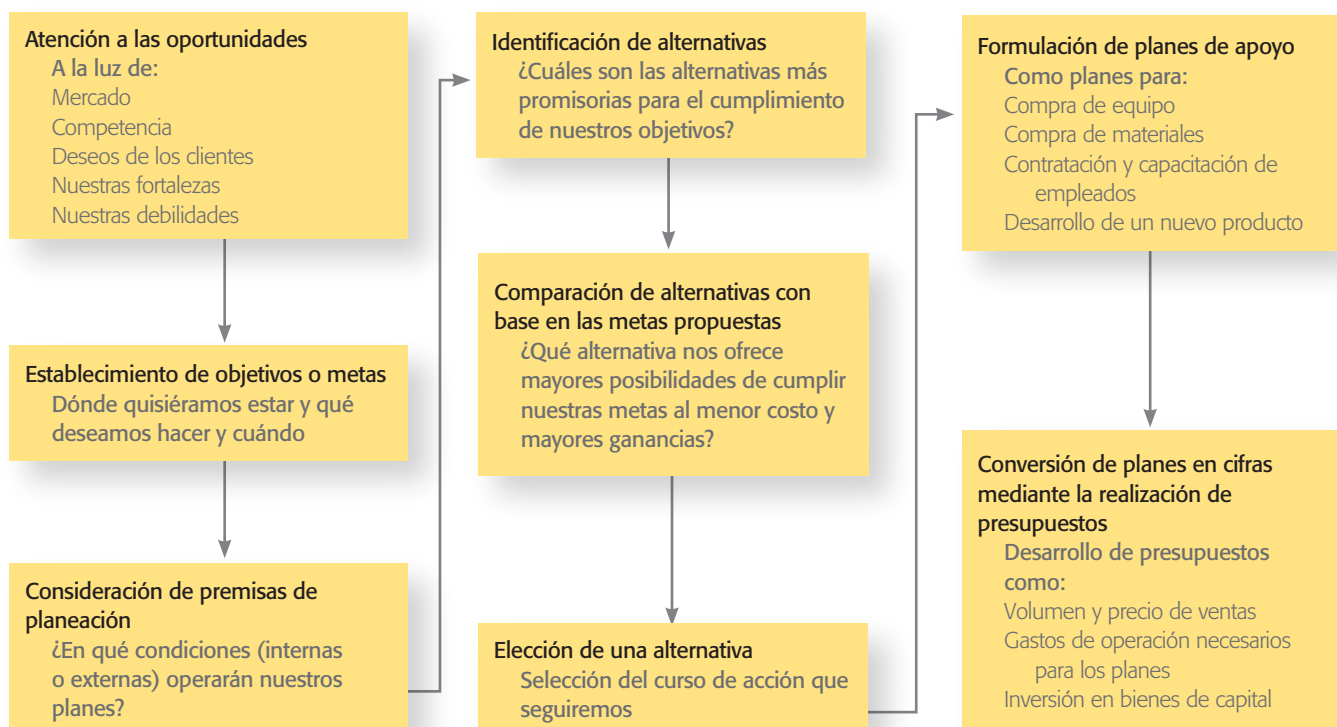 Atención a las oportunidades
A la luz de:
Mercado
Competencia
Deseos de los clientes
Nuestras fortalezas
Nuestras debilidades
Establecimiento de objetivos o metas
Dónde quisiéramos estar y qué
deseamos hacer y cuándo
Consideración de premisas de
planeación
¿En qué condiciones (internas
o externas) operarán nuestros
planes?
Identificación de alternativas
¿Cuáles son las alternativas más
promisorias para el cumplimiento
de nuestros objetivos?
Comparación de alternativas con
base en las metas propuestas
¿Qué alternativa nos ofrece
mayores posibilidades de cumplir
nuestras metas al menor costo y
mayores ganancias?
Elección de una alternativa
Selección del curso de acción que
seguiremos
Formulación de planes de apoyo
Como planes para:
Compra de equipo
Compra de materiales
Contratación y capacitación de
empleados
Desarrollo de un nuevo producto
Conversión de planes en cifras
mediante la realización de
presupuestos
Desarrollo de presupuestos
como:
Volumen y precio de ventas
Gastos de operación necesarios
para los planes
Inversión en bienes de capital